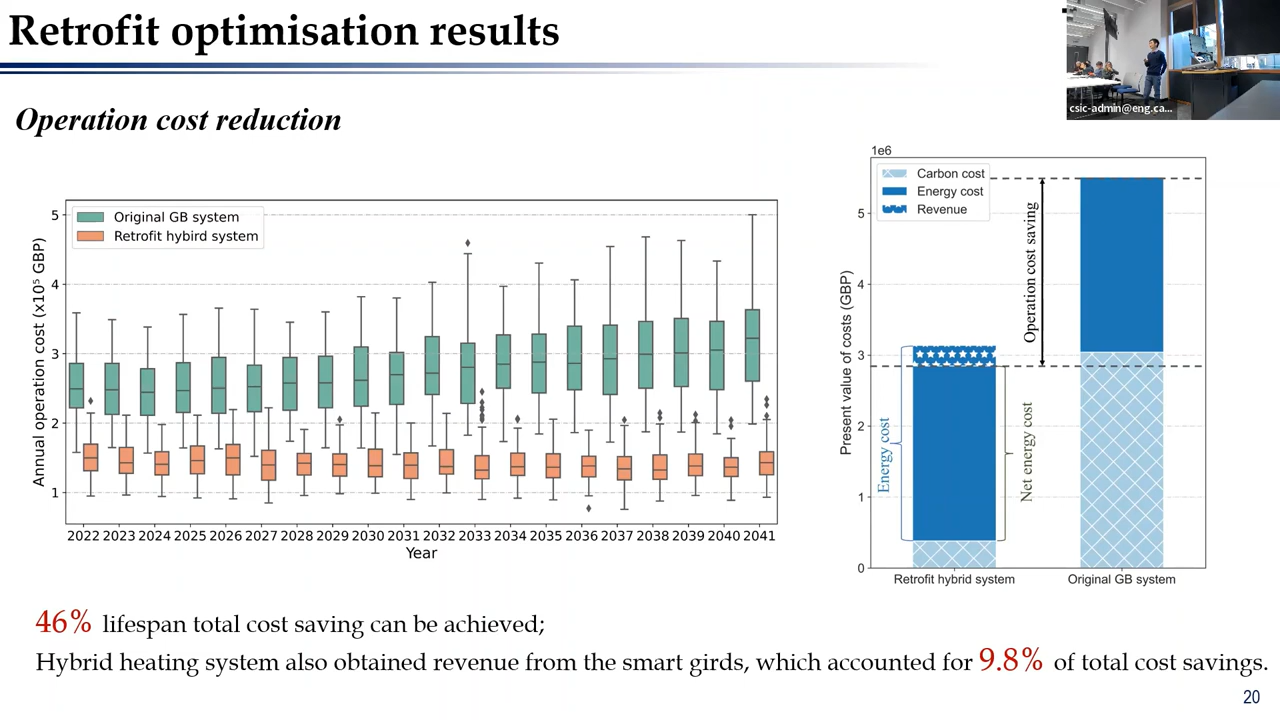 Retrofit optimisation results
csic-admin@eng.ca...
Operation cost reduction
Original GB system
Retrofit hybird system
Annual operation cost (x10⁵ GBP)
5
4
3
2
1
2022 2023 2024 2025 2026 2027 2028 2029 2030 2031 2032 2033 2034 2035 2036 2037 2038 2039 2040 2041
Year
1e6
Carbon cost
Energy cost
Revenue
Present value of costs (GBP)
5
4
3
2
1
0
Operation cost saving
Energy cost
Net energy cost
Retrofit hybrid system
Original GB system
46% lifespan total cost saving can be achieved;
Hybrid heating system also obtained revenue from the smart girds, which accounted for 9.8% of total cost savings.
20